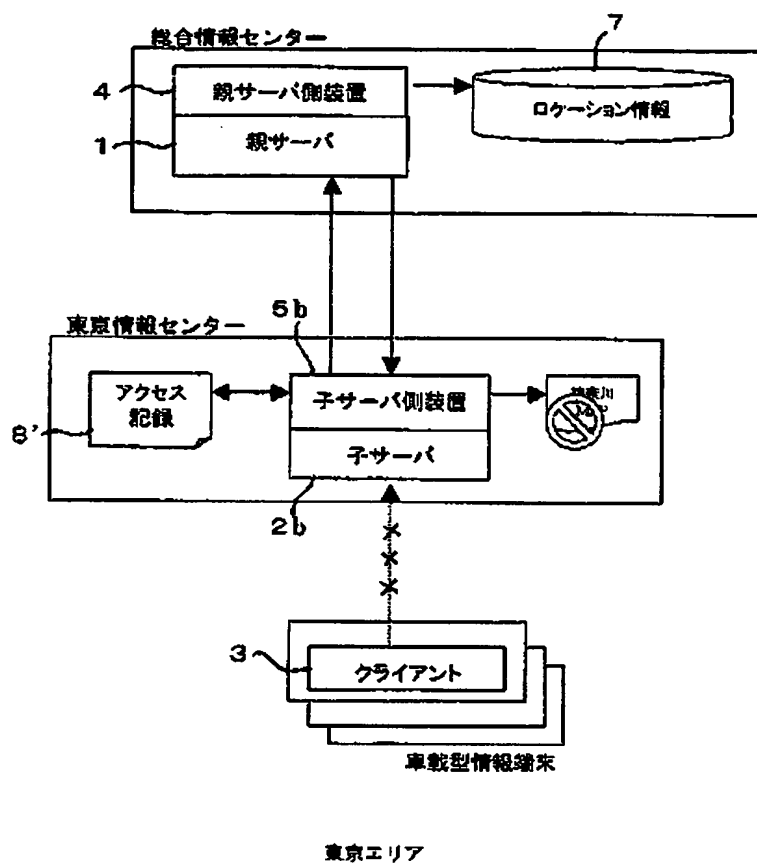 総合情報センター
7
4
親サーバ側装置
ロケーション情報
1
親サーバ
東京情報センター
5b
アクセス
記録
子サーバ側装置
神奈川
8'
子サーバ
2b
3
クライアント
車載型情報端末
東京エリア